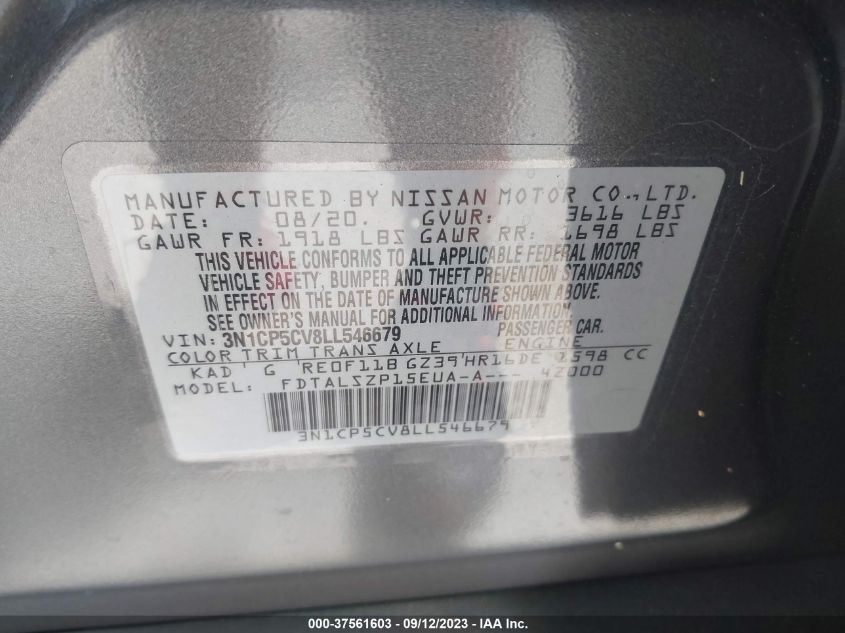 MANUFACTURED BY NISSAN MOTOR CO., LTD.
DATE: 08/20. GVWR: 3616 LBS
GAWR FR: 1918 LBS GAWR RR: 1698 LBS
THIS VEHICLE CONFORMS TO ALL APPLICABLE FEDERAL MOTOR
VEHICLE SAFETY, BUMPER AND THEFT PREVENTION STANDARDS
IN EFFECT ON THE DATE OF MANUFACTURE SHOWN ABOVE.
SEE OWNER'S MANUAL FOR ADDITIONAL INFORMATION.
VIN: 3N1CP5CV8LL546679 PASSENGER CAR.
COLOR TRIM TRANS AXLE ENGINE
KAD G RE0F11B GZ39 HR16DE 1598 CC
MODEL: FDTALSZP15EUA-A--- 42000
3N1CP5CV8LL546679
000-37561603 - 09/12/2023 - IAA Inc.